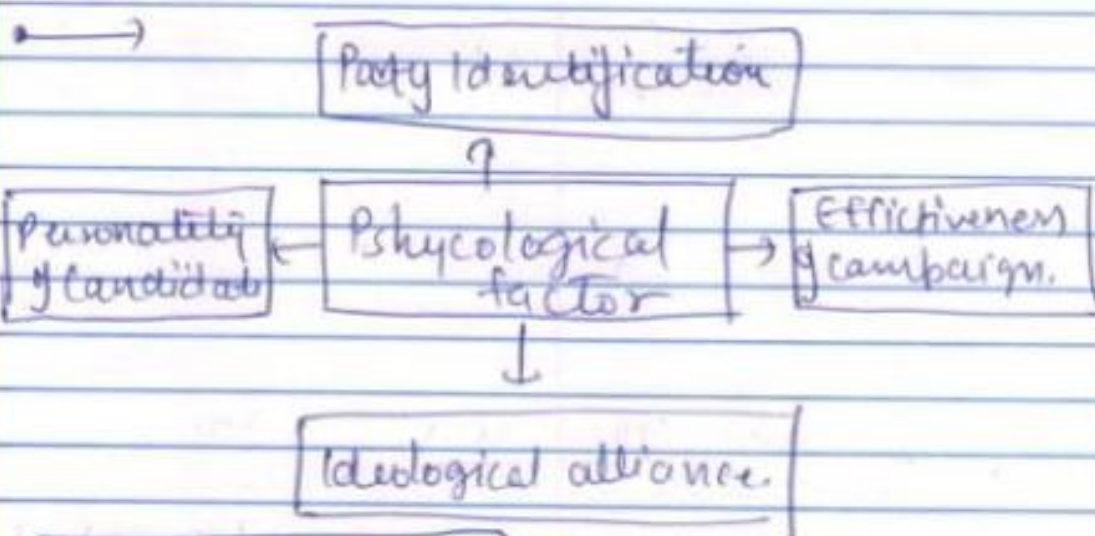 Party Identification
Personality
of Candidate
Pshycological
factor
Effictiveness
of campaign.
Ideological alliance.